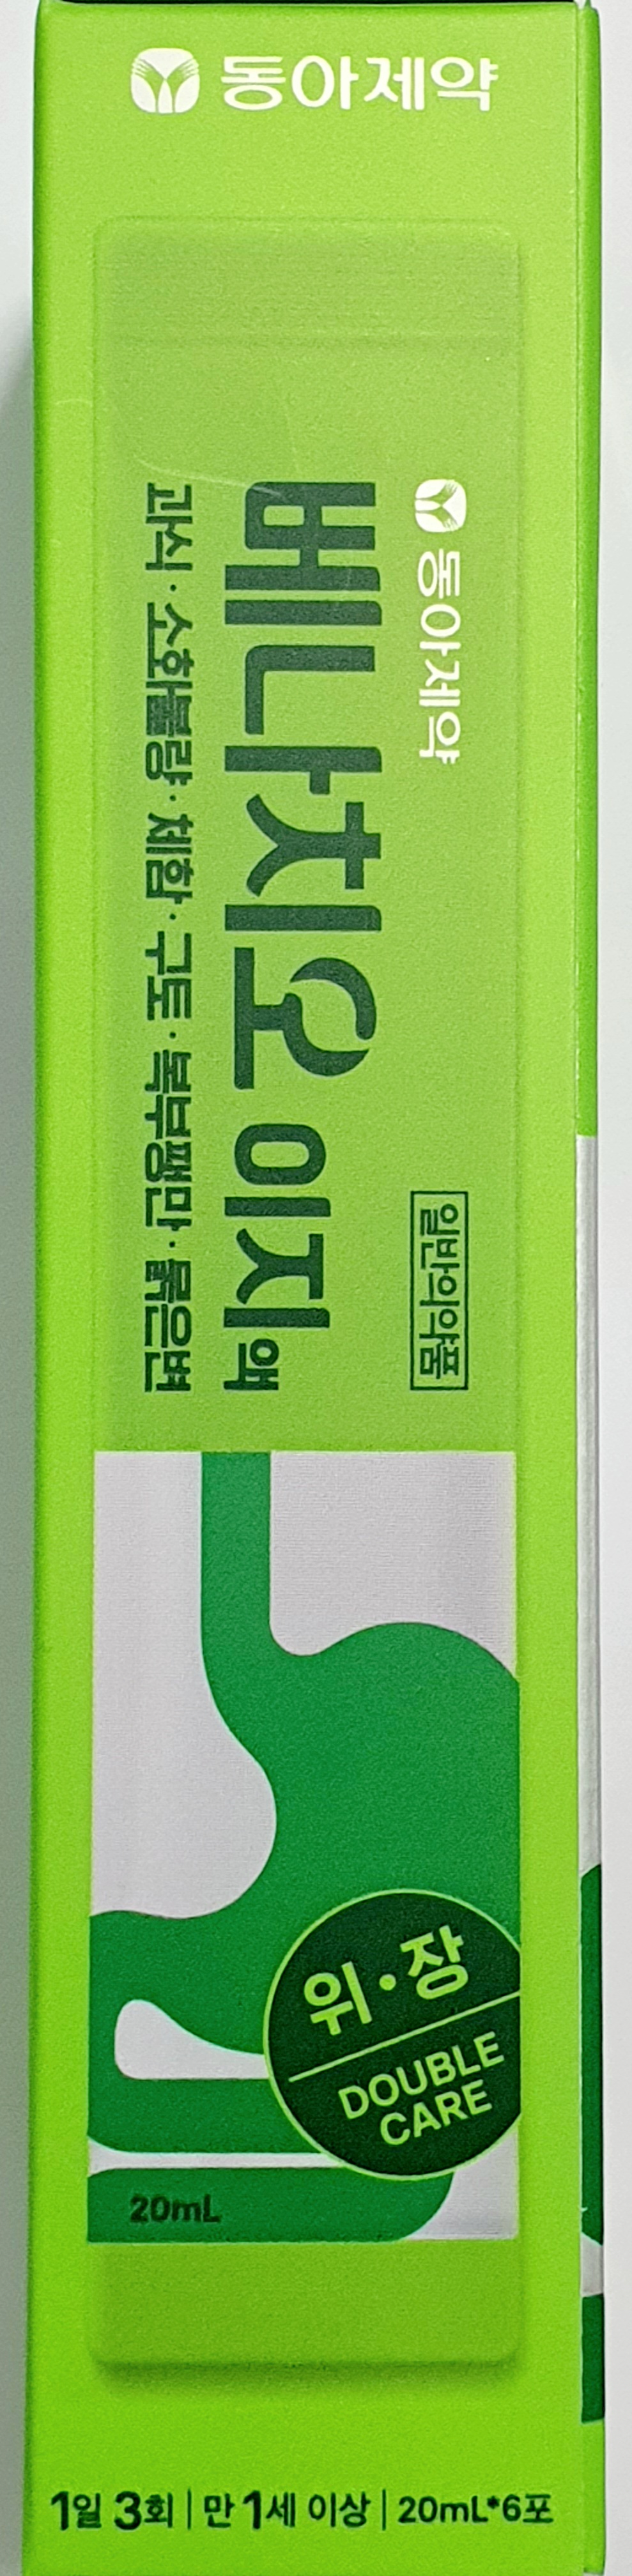 동아제약
동아제약
일반의약품
베나치오 이지액
과식·소화불량·체함·구토·복부팽만·묽은변
위·장
DOUBLE
CARE
20mL
1일 3회 | 만 1세 이상 | 20mL*6포